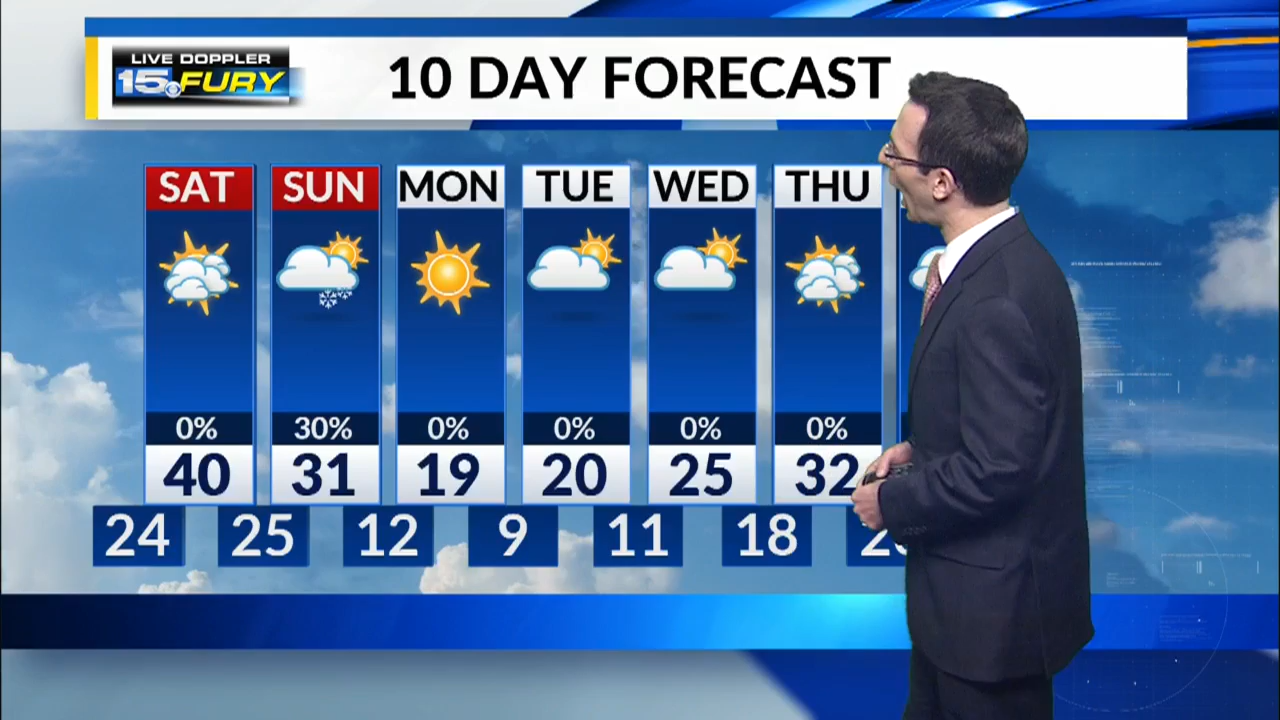 LIVE DOPPLER
15 FURY
10 DAY FORECAST
SAT SUN MON TUE WED THU
0% 30% 0% 0% 0% 0%
40 31 19 20 25 32
24 25 12 9 11 18